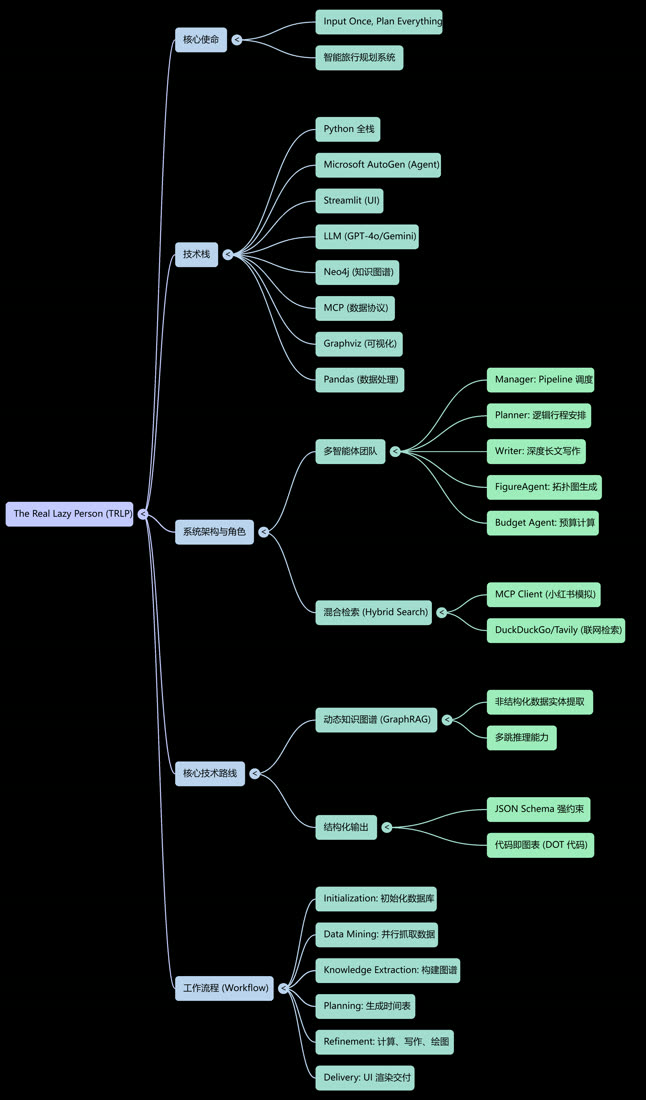 The Real Lazy Person (TRLP)
核心使命
Input Once, Plan Everything
智能旅行规划系统
技术栈
Python 全栈
Microsoft AutoGen (Agent)
Streamlit (UI)
LLM (GPT-4o/Gemini)
Neo4j (知识图谱)
MCP (数据协议)
Graphviz (可视化)
Pandas (数据处理)
系统架构与角色
多智能体团队
Manager: Pipeline 调度
Planner: 逻辑行程安排
Writer: 深度长文写作
FigureAgent: 拓扑图生成
Budget Agent: 预算计算
混合检索 (Hybrid Search)
MCP Client (小红书模拟)
DuckDuckGo/Tavily (联网检索)
核心技术路线
动态知识图谱 (GraphRAG)
非结构化数据实体提取
多跳推理能力
结构化输出
JSON Schema 强约束
代码即图表 (DOT 代码)
工作流程 (Workflow)
Initialization: 初始化数据库
Data Mining: 并行抓取数据
Knowledge Extraction: 构建图谱
Planning: 生成时间表
Refinement: 计算、写作、绘图
Delivery: UI 渲染交付